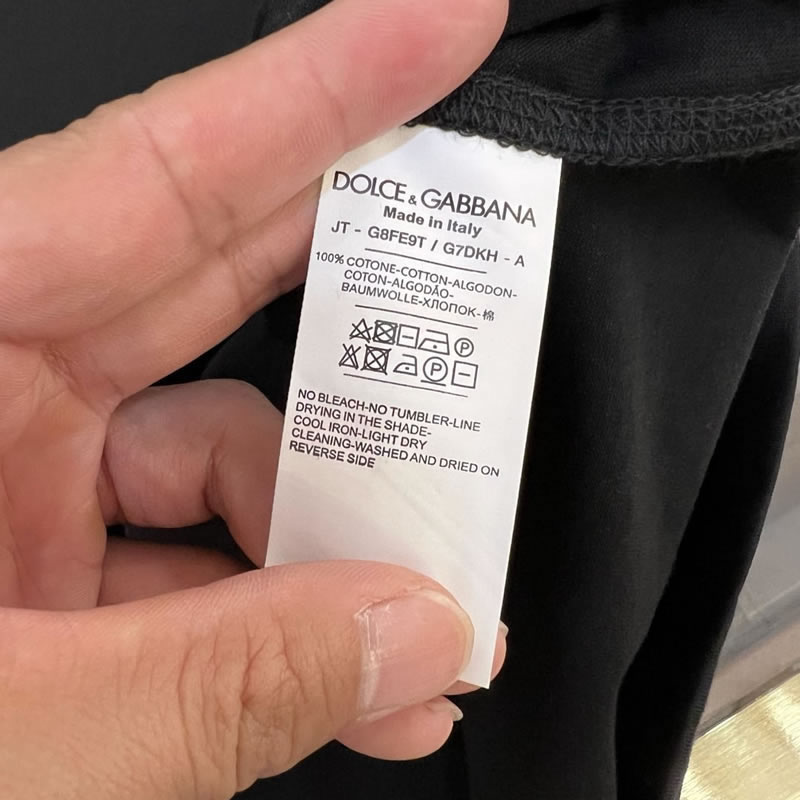 DOLCE & GABBANA
Made in Italy
JT - G8FE9T / G7DKH - A
100% COTONE-COTTON-ALGODON-
COTON-ALGODÃO-
BAUMWOLLE-ХЛОПОК-棉
P
P
NO BLEACH-NO TUMBLER-LINE
DRYING IN THE SHADE-
COOL IRON-LIGHT DRY
CLEANING-WASHED AND DRIED ON
REVERSE SIDE